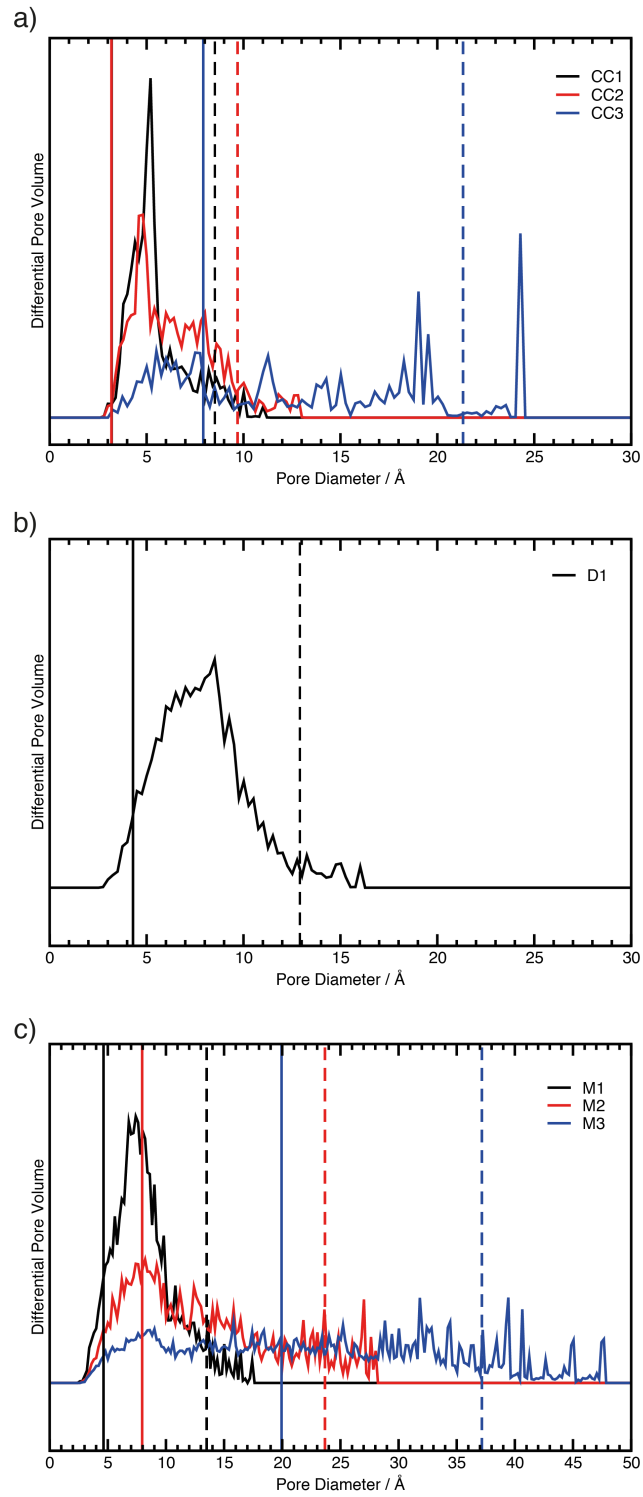 a)
Differential Pore Volume
CC1
CC2
CC3
0 5 10 15 20 25 30
Pore Diameter / Å
b)
Differential Pore Volume
D1
0 5 10 15 20 25 30
Pore Diameter / Å
c)
Differential Pore Volume
M1
M2
M3
0 5 10 15 20 25 30 35 40 45 50
Pore Diameter / Å